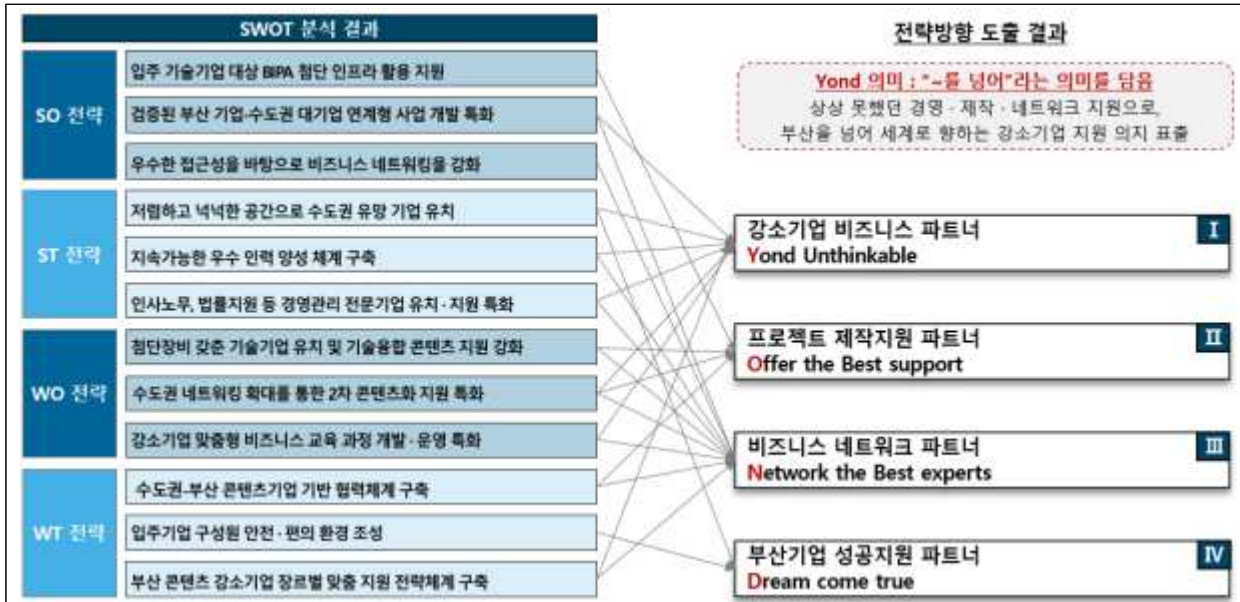 SWOT 분석 결과
SO 전략
입주 기술기업 대상 BIPA 첨단 인프라 활용 지원
검증된 부산 기업-수도권 대기업 연계형 사업 개발 특화
우수한 접근성을 바탕으로 비즈니스 네트워킹을 강화
ST 전략
저렴하고 넉넉한 공간으로 수도권 유망 기업 유치
지속가능한 우수 인력 양성 체계 구축
인사노무, 법률지원 등 경영관리 전문기업 유치·지원 특화
WO 전략
첨단장비 갖춘 기술기업 유치 및 기술융합 콘텐츠 지원 강화
수도권 네트워킹 확대를 통한 2차 콘텐츠화 지원 특화
강소기업 맞춤형 비즈니스 교육 과정 개발·운영 특화
WT 전략
수도권-부산 콘텐츠기업 기반 협력체계 구축
입주기업 구성원 안전·편의 환경 조성
부산 콘텐츠 강소기업 장르별 맞춤 지원 전략체계 구축
전략방향 도출 결과
Yond 의미 : "~를 넘어"라는 의미를 담음
상상 못했던 경영·제작·네트워크 지원으로,
부산을 넘어 세계로 향하는 강소기업 지원 의지 표출
강소기업 비즈니스 파트너
Yond Unthinkable
I
프로젝트 제작지원 파트너
Offer the Best support
II
비즈니스 네트워크 파트너
Network the Best experts
III
부산기업 성공지원 파트너
Dream come true
IV